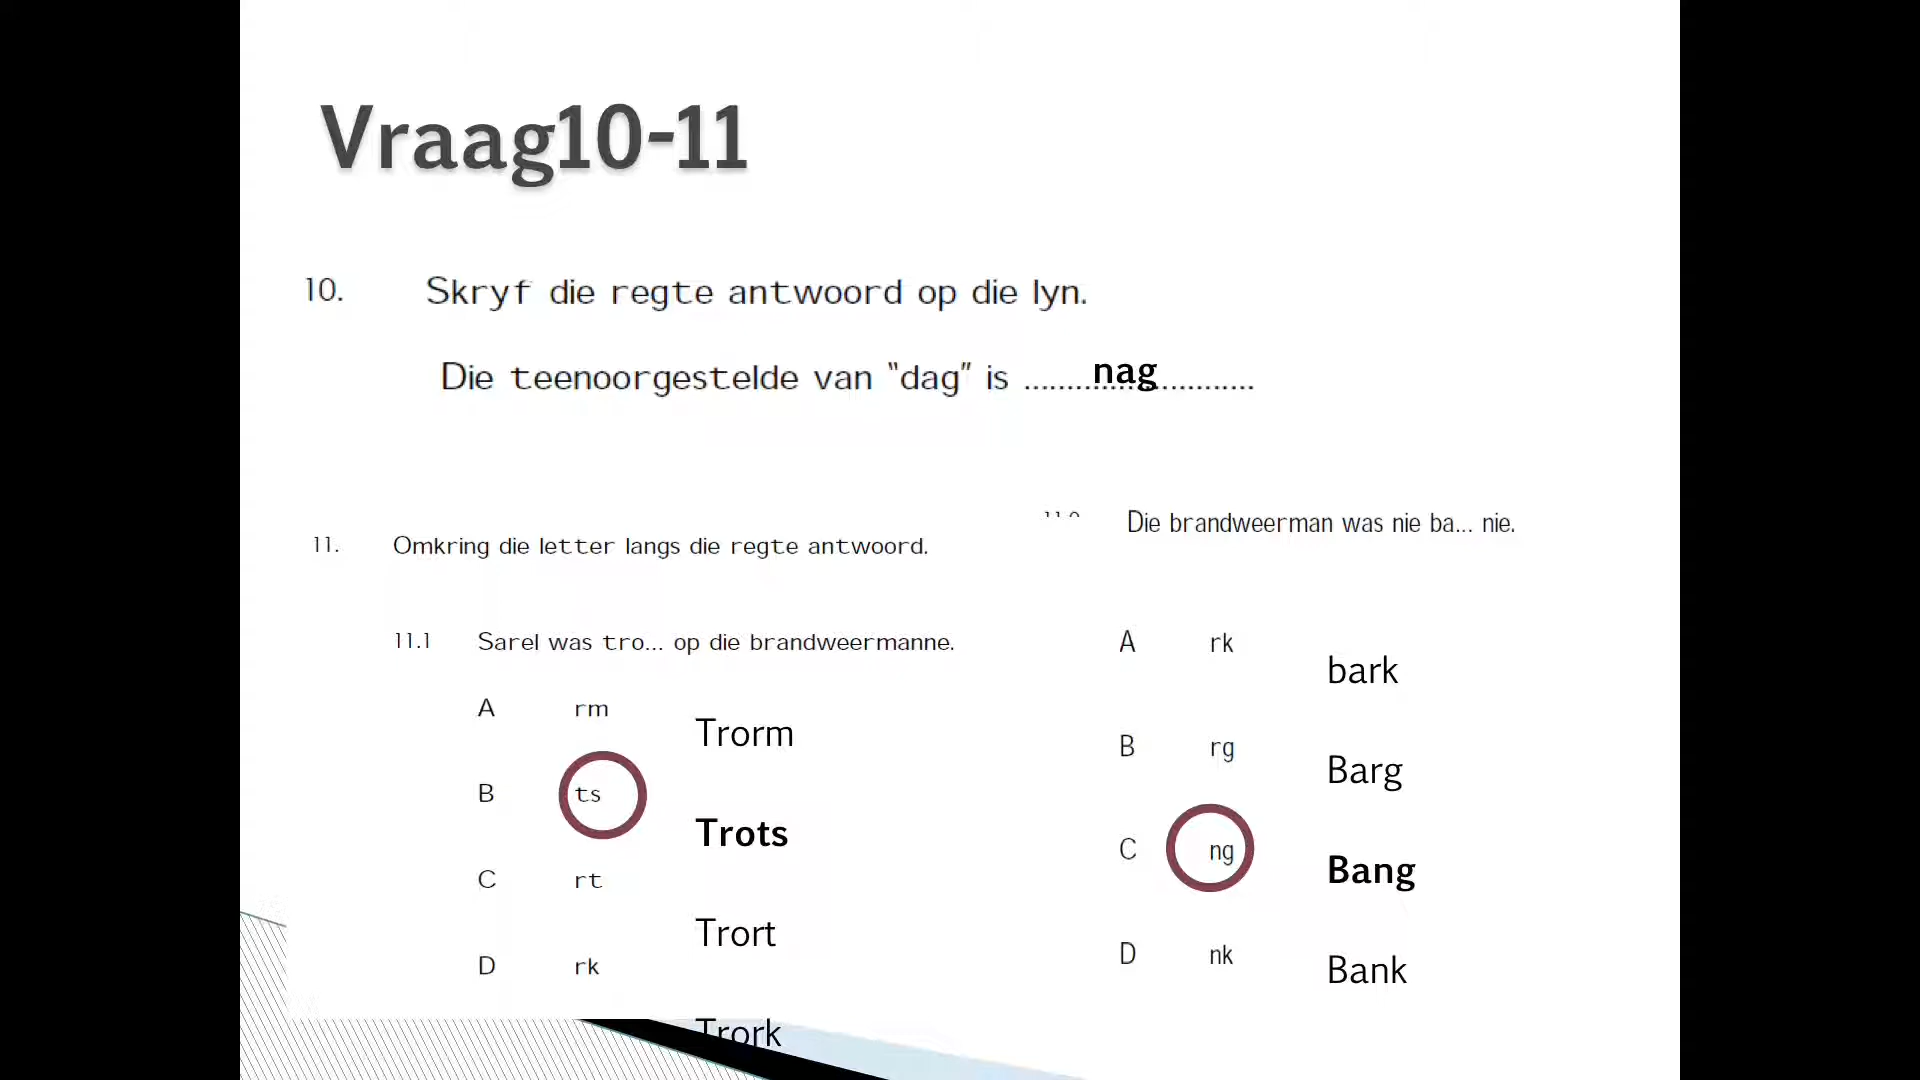 Vraag10-11
10. Skryf die regte antwoord op die lyn.
Die teenoorgestelde van “dag” is ........................... nag
11. Omkring die letter langs die regte antwoord.
11.1 Sarel was tro... op die brandweermanne.
A rm Trorm
B ts Trots
C rt Trort
D rk Trork
Die brandweerman was nie ba... nie.
A rk bark
B rg Barg
C ng Bang
D nk Bank